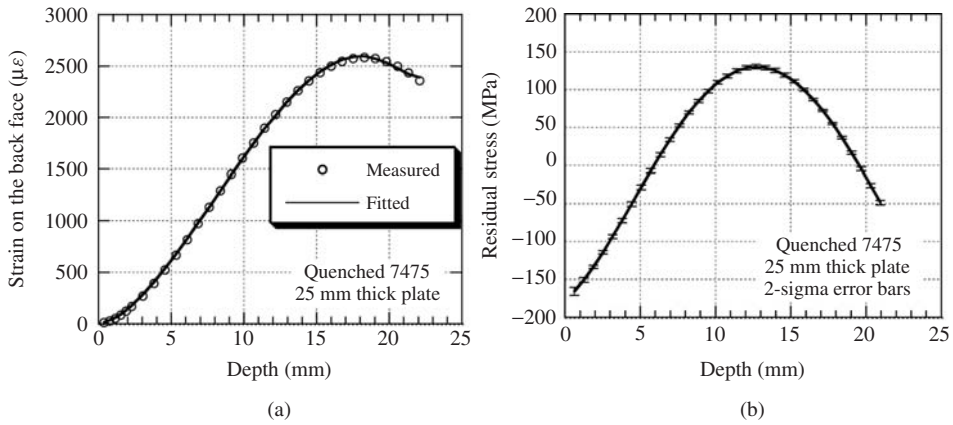 3000
2500
2000
1500
1000
500
0
Strain on the back face (με)
Measured
Fitted
Quenched 7475
25 mm thick plate
0 5 10 15 20 25
Depth (mm)
(a)
200
150
100
50
0
−50
−100
−150
−200
Residual stress (MPa)
Quenched 7475
25 mm thick plate
2-sigma error bars
0 5 10 15 20 25
Depth (mm)
(b)